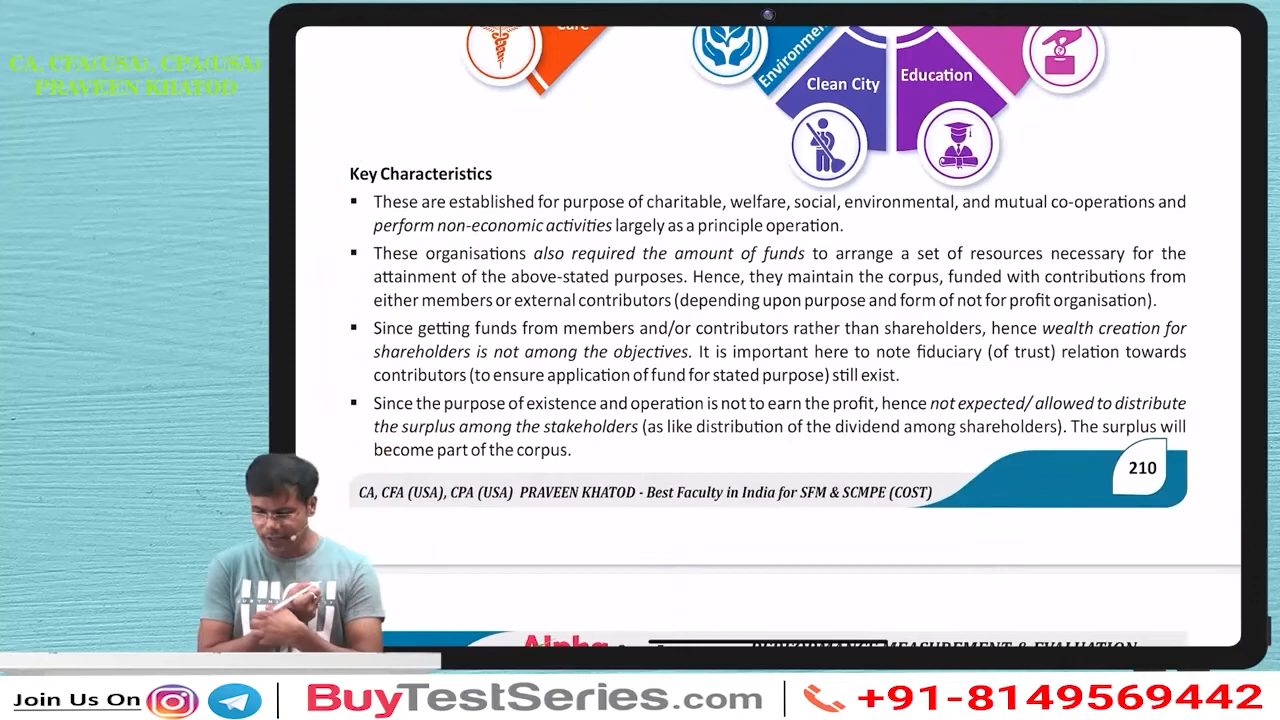 CA, CFA(USA), CPA(USA)
PRAVEEN KHATOD
Care
Environment
Clean City
Education
Key Characteristics
These are established for purpose of charitable, welfare, social, environmental, and mutual co-operations and
perform non-economic activities largely as a principle operation.
These organisations also required the amount of funds to arrange a set of resources necessary for the
attainment of the above-stated purposes. Hence, they maintain the corpus, funded with contributions from
either members or external contributors (depending upon purpose and form of not for profit organisation).
Since getting funds from members and/or contributors rather than shareholders, hence wealth creation for
shareholders is not among the objectives. It is important here to note fiduciary (of trust) relation towards
contributors (to ensure application of fund for stated purpose) still exist.
Since the purpose of existence and operation is not to earn the profit, hence not expected/ allowed to distribute
the surplus among the stakeholders (as like distribution of the dividend among shareholders). The surplus will
become part of the corpus.
210
CA, CFA (USA), CPA (USA) PRAVEEN KHATOD - Best Faculty in India for SFM & SCMPE (COST)
Alpha
PERFORMANCE MEASUREMENT & EVALUATION
Join Us On
BuyTestSeries.com
+91-8149569442